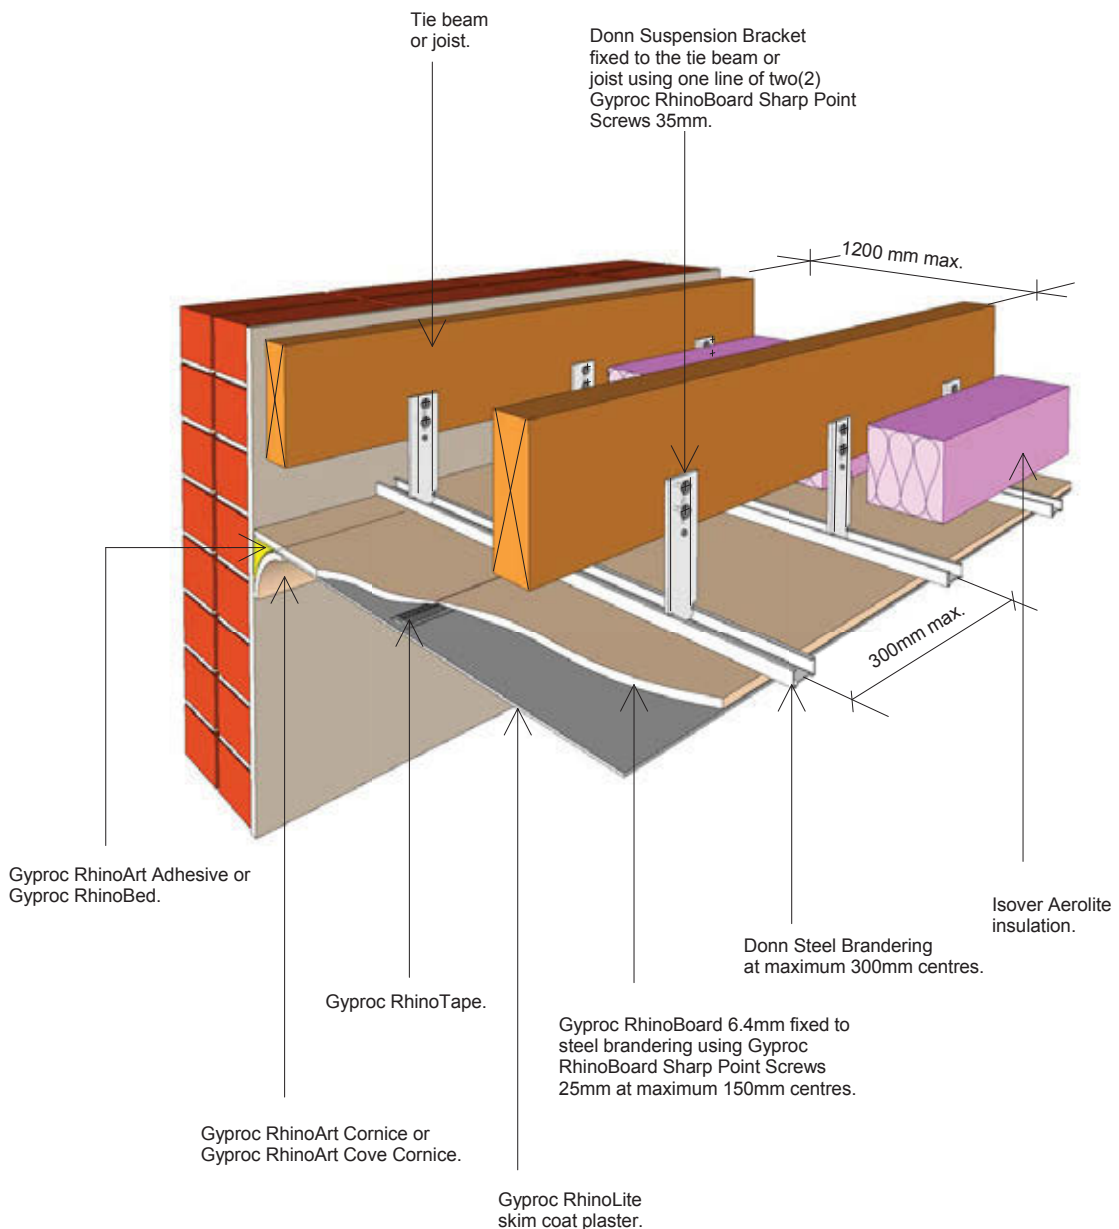 Tie beam
or joist.
Donn Suspension Bracket
fixed to the tie beam or
joist using one line of two(2)
Gyproc RhinoBoard Sharp Point
Screws 35mm.
1200 mm max.
300mm max.
Gyproc RhinoArt Adhesive or
Gyproc RhinoBed.
Isover Aerolite
insulation.
Donn Steel Brandering
at maximum 300mm centres.
Gyproc RhinoTape.
Gyproc RhinoBoard 6.4mm fixed to
steel brandering using Gyproc
RhinoBoard Sharp Point Screws
25mm at maximum 150mm centres.
Gyproc RhinoArt Cornice or
Gyproc RhinoArt Cove Cornice.
Gyproc RhinoLite
skim coat plaster.